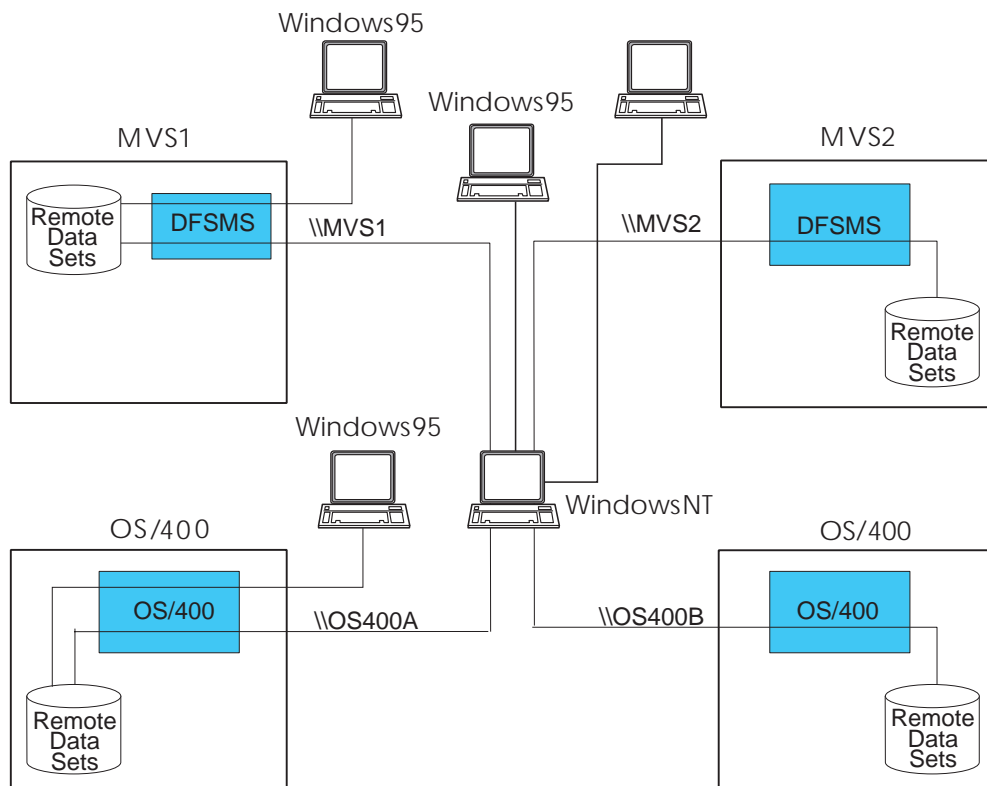 Windows95
Windows95
MVS1
MVS2
Remote
Data
Sets
DFSMS
\\MVS1
\\MVS2
DFSMS
Remote
Data
Sets
Windows95
WindowsNT
OS/400
OS/400
OS/400
\\OS400A
\\OS400B
OS/400
Remote
Data
Sets
Remote
Data
Sets